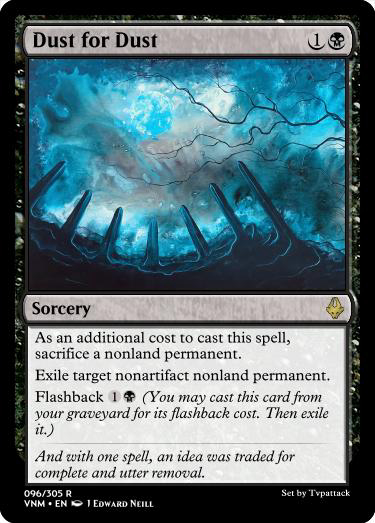 Dust for Dust 1
Sorcery
As an additional cost to cast this spell,
sacrifice a nonland permanent.
Exile target nonartifact nonland permanent.
Flashback 1 (You may cast this card from
your graveyard for its flashback cost. Then exile
it.)
And with one spell, an idea was traded for
complete and utter removal.
096/305 R
VNM • EN J Edward Neill
Set by Tvpattack